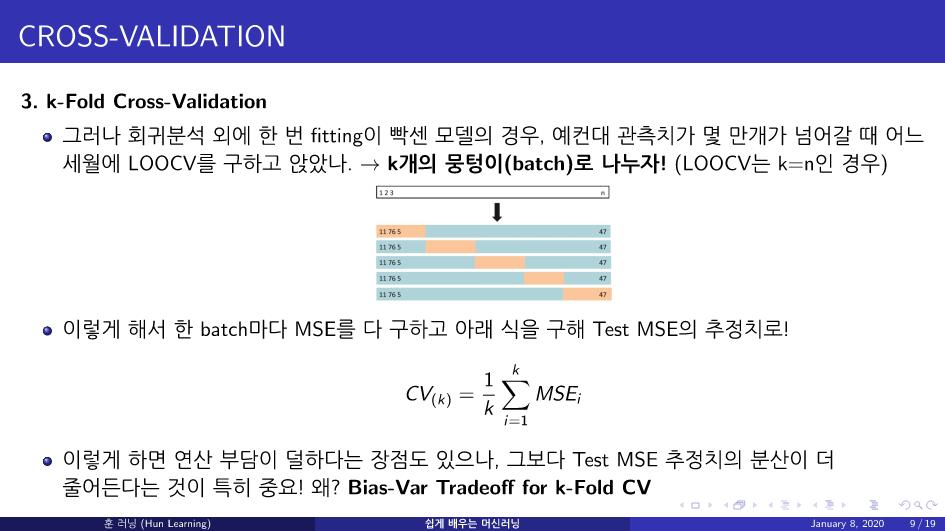 CROSS-VALIDATION
3. k-Fold Cross-Validation
그러나 회귀분석 외에 한 번 fitting이 빡센 모델의 경우, 예컨대 관측치가 몇 만개가 넘어갈 때 어느
세월에 LOOCV를 구하고 앉았나. → k개의 뭉텅이(batch)로 나누자! (LOOCV는 k=n인 경우)
1 2 3 n
11 76 5 47
11 76 5 47
11 76 5 47
11 76 5 47
11 76 5 47
이렇게 해서 한 batch마다 MSE를 다 구하고 아래 식을 구해 Test MSE의 추정치로!
CV(k) = 1/k ∑_{i=1}^{k} MSE_i
이렇게 하면 연산 부담이 덜하다는 장점도 있으나, 그보다 Test MSE 추정치의 분산이 더
줄어든다는 것이 특히 중요! 왜? Bias-Var Tradeoff for k-Fold CV
훈 러닝 (Hun Learning) 쉽게 배우는 머신러닝 January 8, 2020 9 / 19